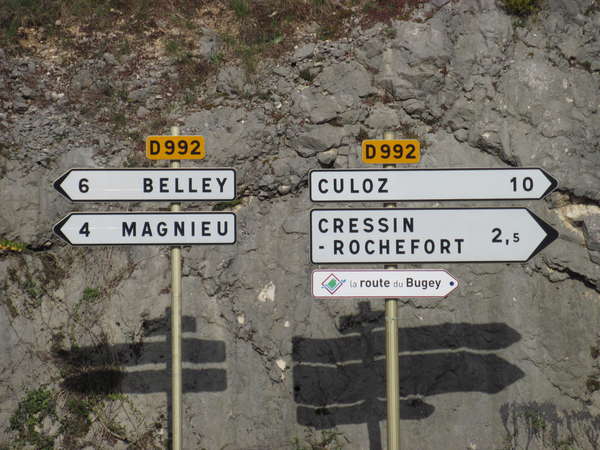 D992
6 BELLEY
4 MAGNIEU
D992
CULOZ 10
CRESSIN
-ROCHEFORT 2,5
la route du Bugey